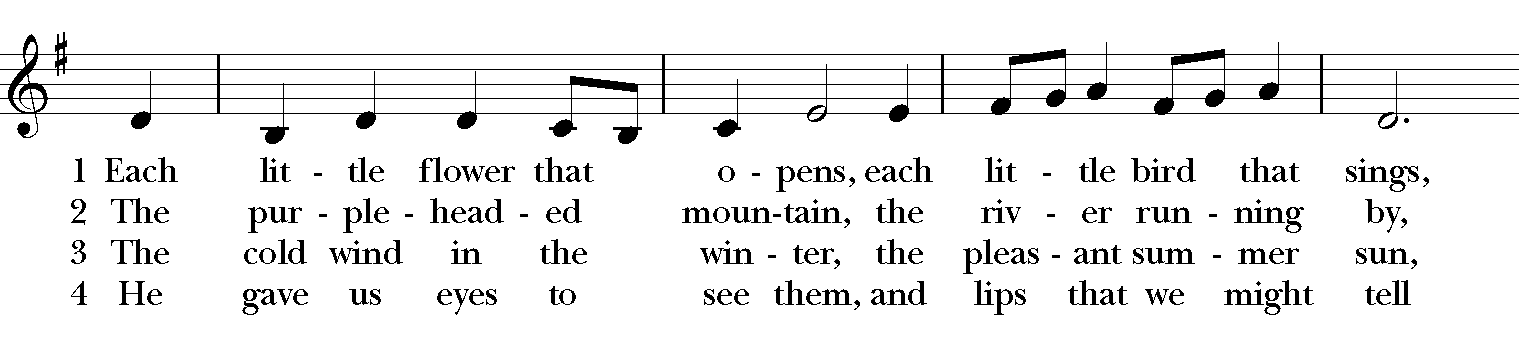 1 Each lit - tle flower that o - pens, each lit - tle bird that sings,
2 The pur - ple - head - ed moun - tain, the riv - er run - ning by,
3 The cold wind in the win - ter, the pleas - ant sum - mer sun,
4 He gave us eyes to see them, and lips that we might tell